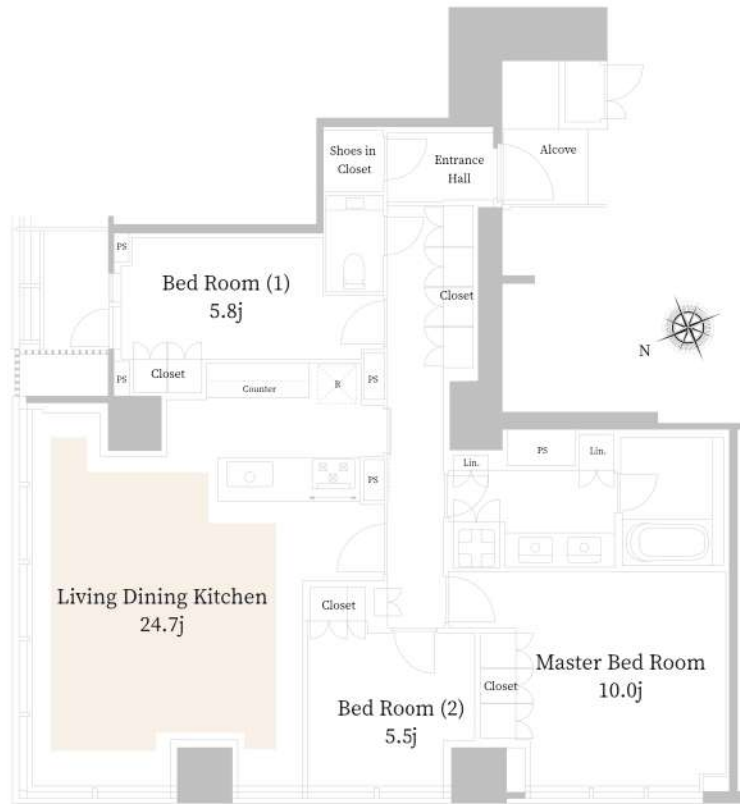 Shoes in
Closet
Entrance
Hall
Alcove
PS
Bed Room (1)
5.8j
Closet
N
PS
Closet
Counter
R
PS
Lin.
PS
Lin.
PS
Living Dining Kitchen
24.7j
Closet
Master Bed Room
10.0j
Closet
Bed Room (2)
5.5j